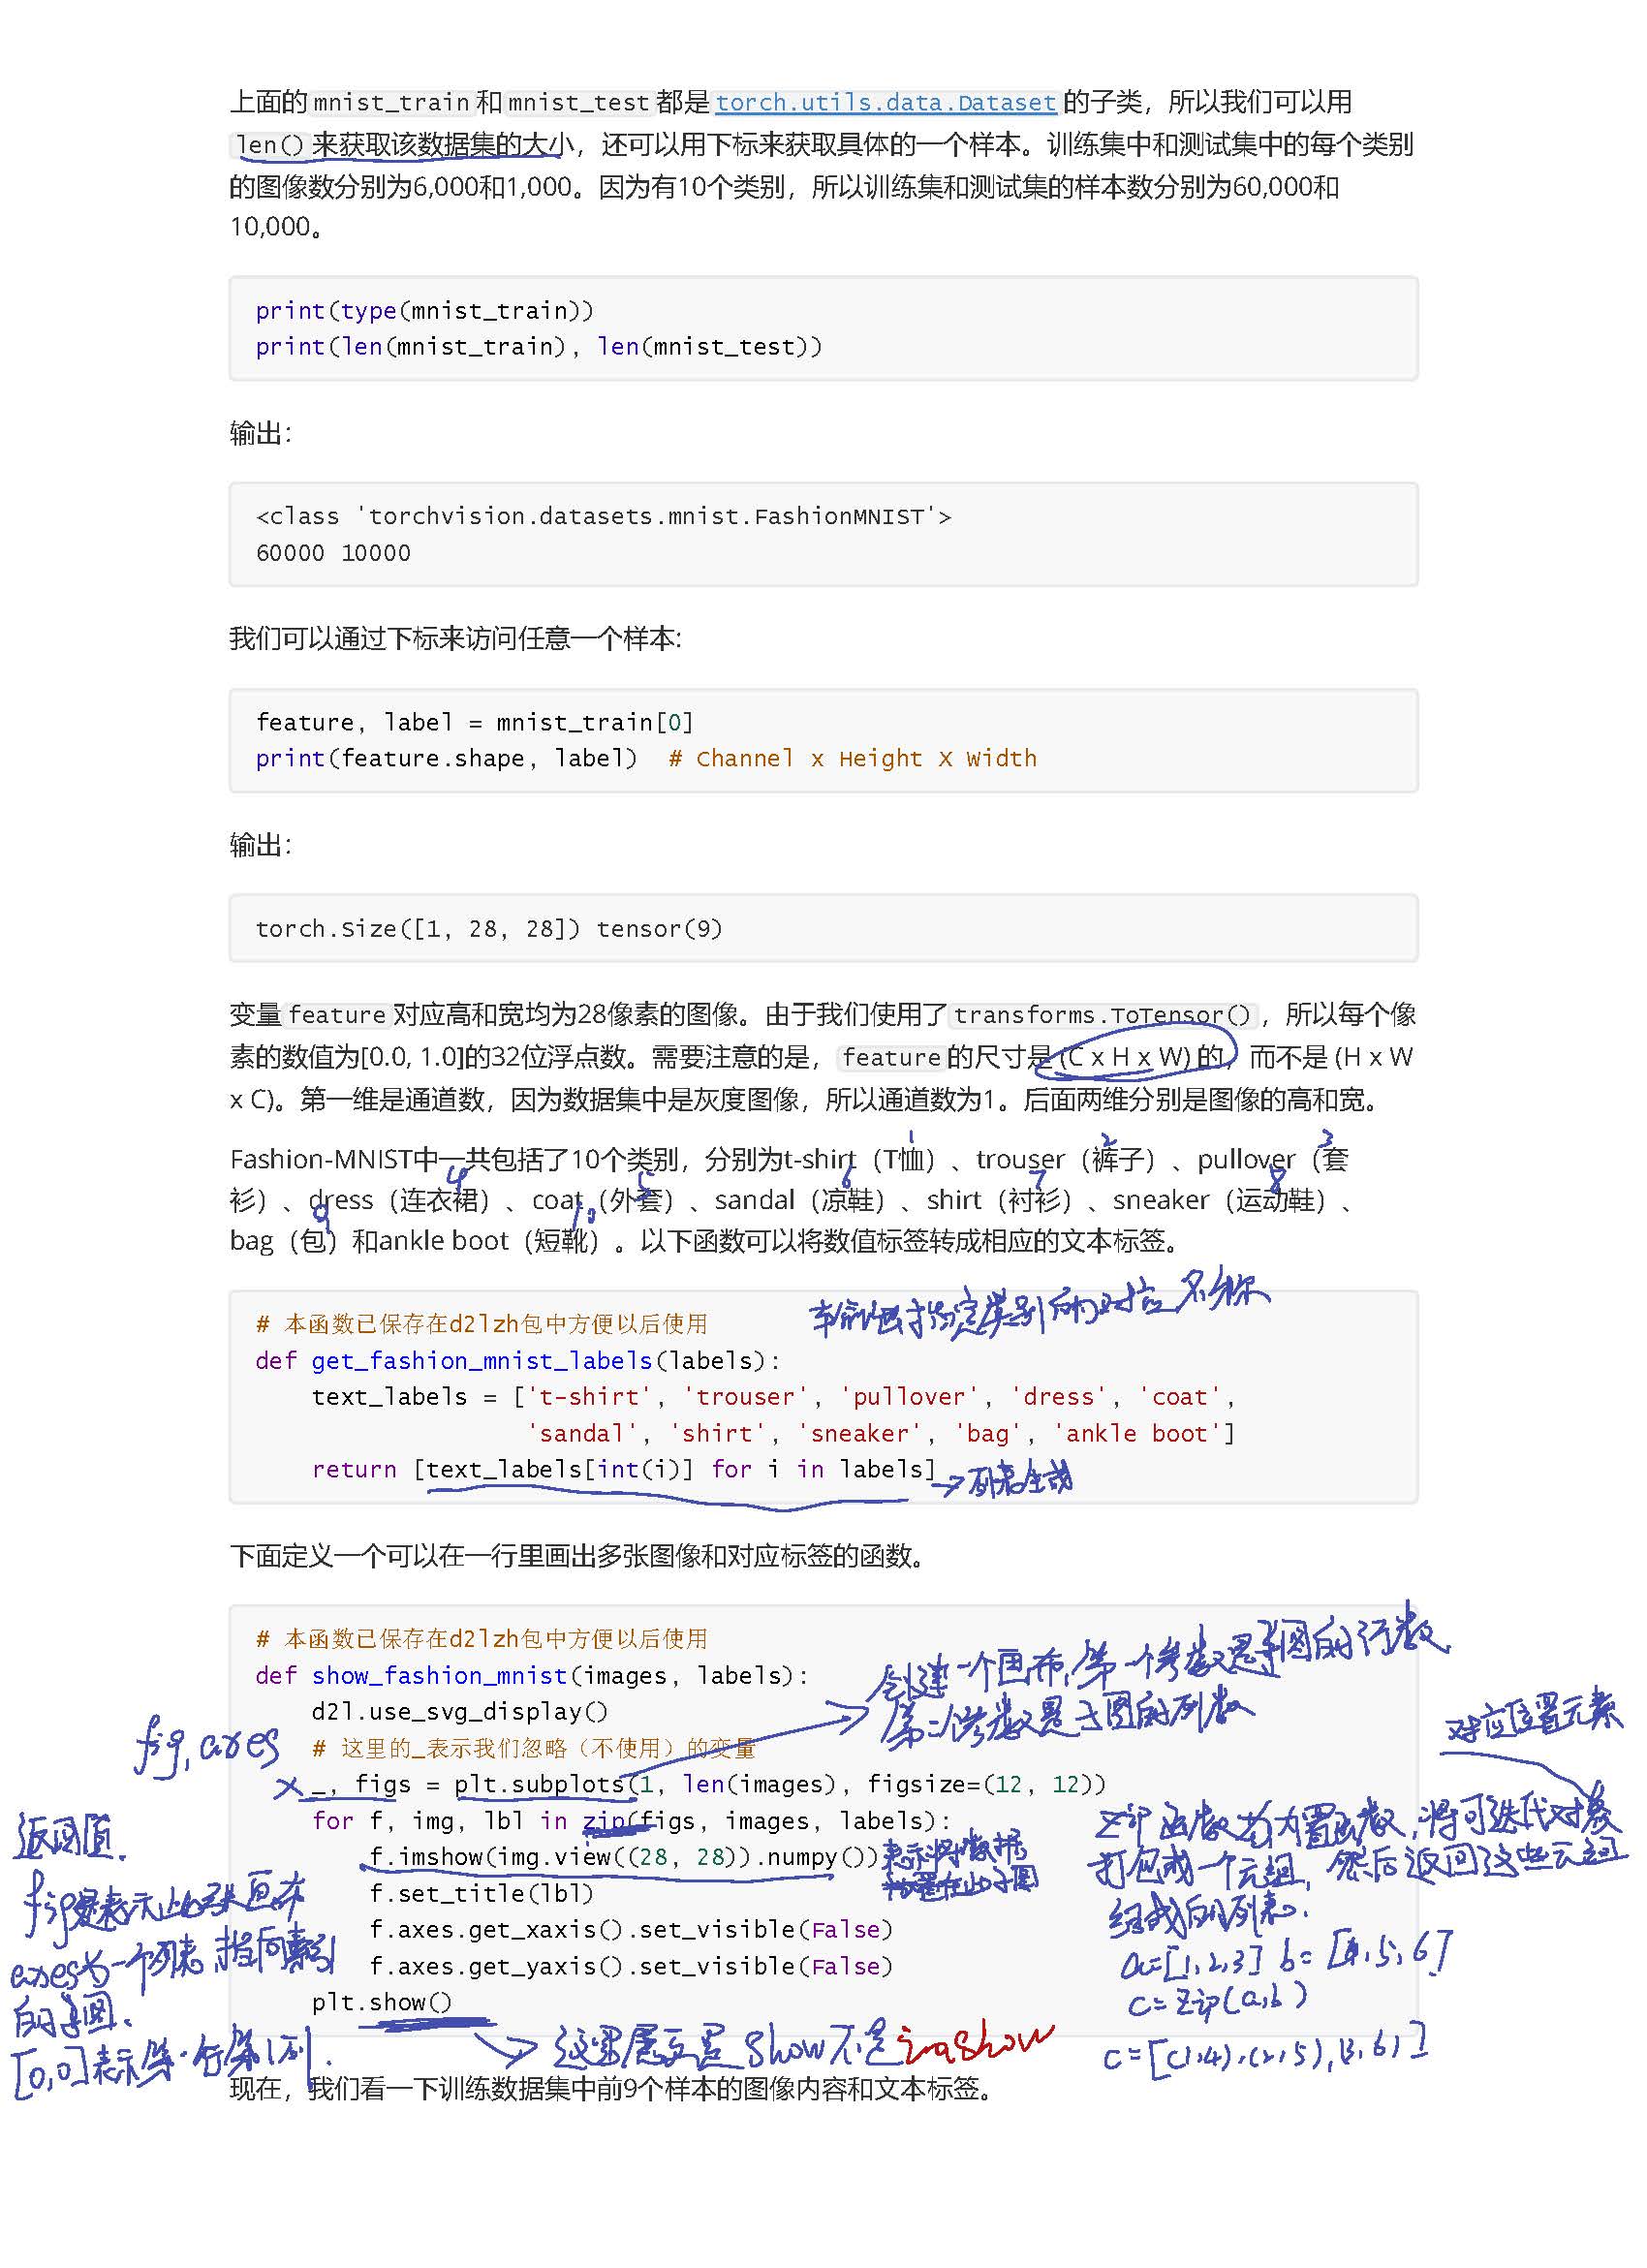 上面的mnist_train和mnist_test都是torch.utils.data.Dataset的子类，所以我们可以用
len()来获取该数据集的大小，还可以用下标来获取具体的一个样本。训练集中和测试集中的每个类别
的图像数分别为6,000和1,000。因为有10个类别，所以训练集和测试集的样本数分别为60,000和
10,000。
print(type(mnist_train))
print(len(mnist_train), len(mnist_test))
输出：
<class 'torchvision.datasets.mnist.FashionMNIST'>
60000 10000
我们可以通过下标来访问任意一个样本:
feature, label = mnist_train[0]
print(feature.shape, label)  # Channel x Height X Width
输出：
torch.Size([1, 28, 28]) tensor(9)
变量feature对应高和宽均为28像素的图像。由于我们使用了transforms.ToTensor()，所以每个像
素的数值为[0.0, 1.0]的32位浮点数。需要注意的是，feature的尺寸是 (C x H x W) 的，而不是 (H x W
x C)。第一维是通道数，因为数据集中是灰度图像，所以通道数为1。后面两维分别是图像的高和宽。
1 2 3
Fashion-MNIST中一共包括了10个类别，分别为t-shirt（T恤）、trouser（裤子）、pullover（套
4 5 6 7 8
衫）、dress（连衣裙）、coat（外套）、sandal（凉鞋）、shirt（衬衫）、sneaker（运动鞋）、
9 10
bag（包）和ankle boot（短靴）。以下函数可以将数值标签转成相应的文本标签。
输出指定类别的对应名称
# 本函数已保存在d2lzh包中方便以后使用
def get_fashion_mnist_labels(labels):
    text_labels = ['t-shirt', 'trouser', 'pullover', 'dress', 'coat',
                   'sandal', 'shirt', 'sneaker', 'bag', 'ankle boot']
    return [text_labels[int(i)] for i in labels]
→列表生成
下面定义一个可以在一行里画出多张图像和对应标签的函数。
# 本函数已保存在d2lzh包中方便以后使用
def show_fashion_mnist(images, labels):
    d2l.use_svg_display()
    # 这里的_表示我们忽略（不使用）的变量
    _, figs = plt.subplots(1, len(images), figsize=(12, 12))
    for f, img, lbl in zip(figs, images, labels):
        f.imshow(img.view((28, 28)).numpy())
        f.set_title(lbl)
        f.axes.get_xaxis().set_visible(False)
        f.axes.get_yaxis().set_visible(False)
    plt.show()
创建一个画布，第一个参数是子图的行数
第二个参数是子图的列数
对应位置元素
fig, axes
返回值.
fig是表示
axes为一个列表,指向
的子图.
[0,0]表示第一行第1列.
表示将数据
zip函数为内置函数,将可迭代对象
打包成一个元组, 然后返回这些元组
组成的列表.
a=[1,2,3] b=[4,5,6]
c=zip(a,b)
c=[(1,4),(2,5),(3,6)]
show不是imshow
现在，我们看一下训练数据集中前9个样本的图像内容和文本标签。